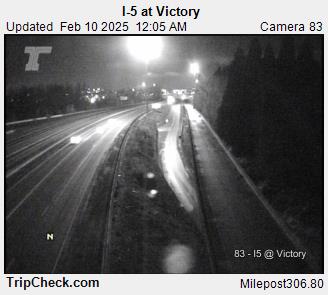 I-5 at Victory
Updated Feb 10 2025 12:05 AM Camera 83
T
N
83 - I5 @ Victory
TripCheck.com Milepost306.80